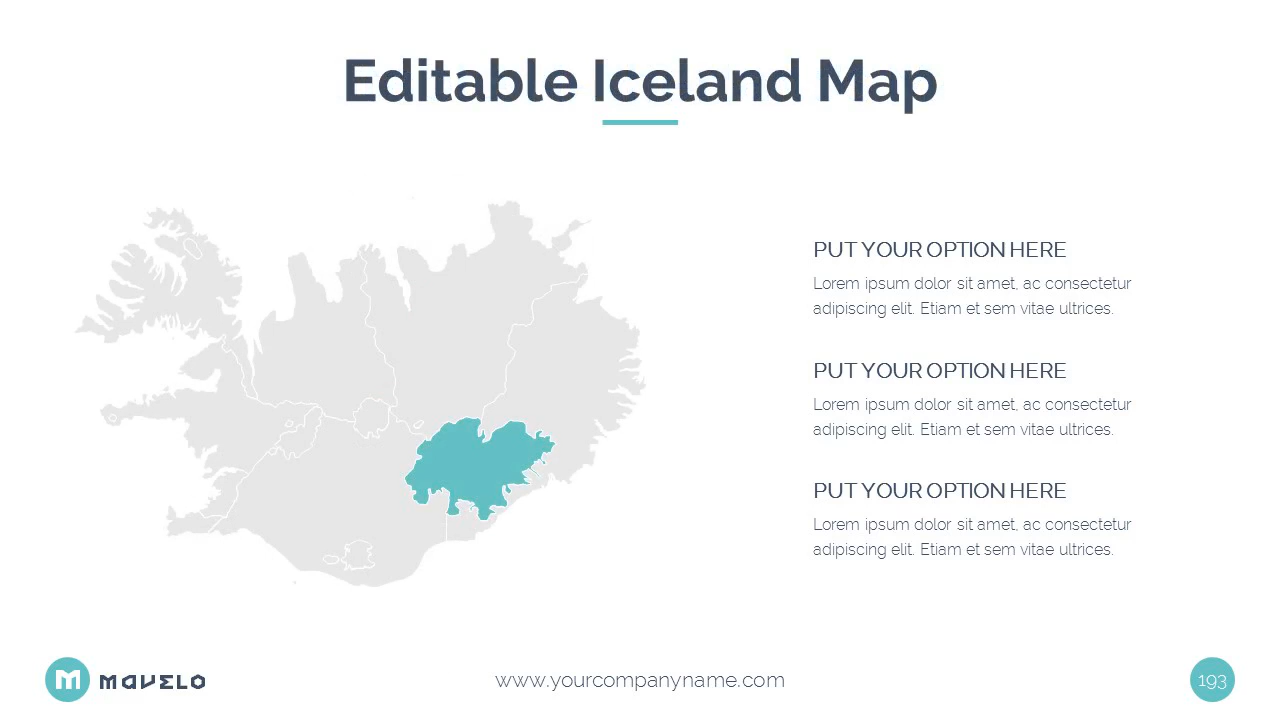 Editable Iceland Map
PUT YOUR OPTION HERE
Lorem ipsum dolor sit amet, ac consectetur
adipiscing elit. Etiam et sem vitae ultrices.
PUT YOUR OPTION HERE
Lorem ipsum dolor sit amet, ac consectetur
adipiscing elit. Etiam et sem vitae ultrices.
PUT YOUR OPTION HERE
Lorem ipsum dolor sit amet, ac consectetur
adipiscing elit. Etiam et sem vitae ultrices.
M MAVELO
www.yourcompanyname.com
193